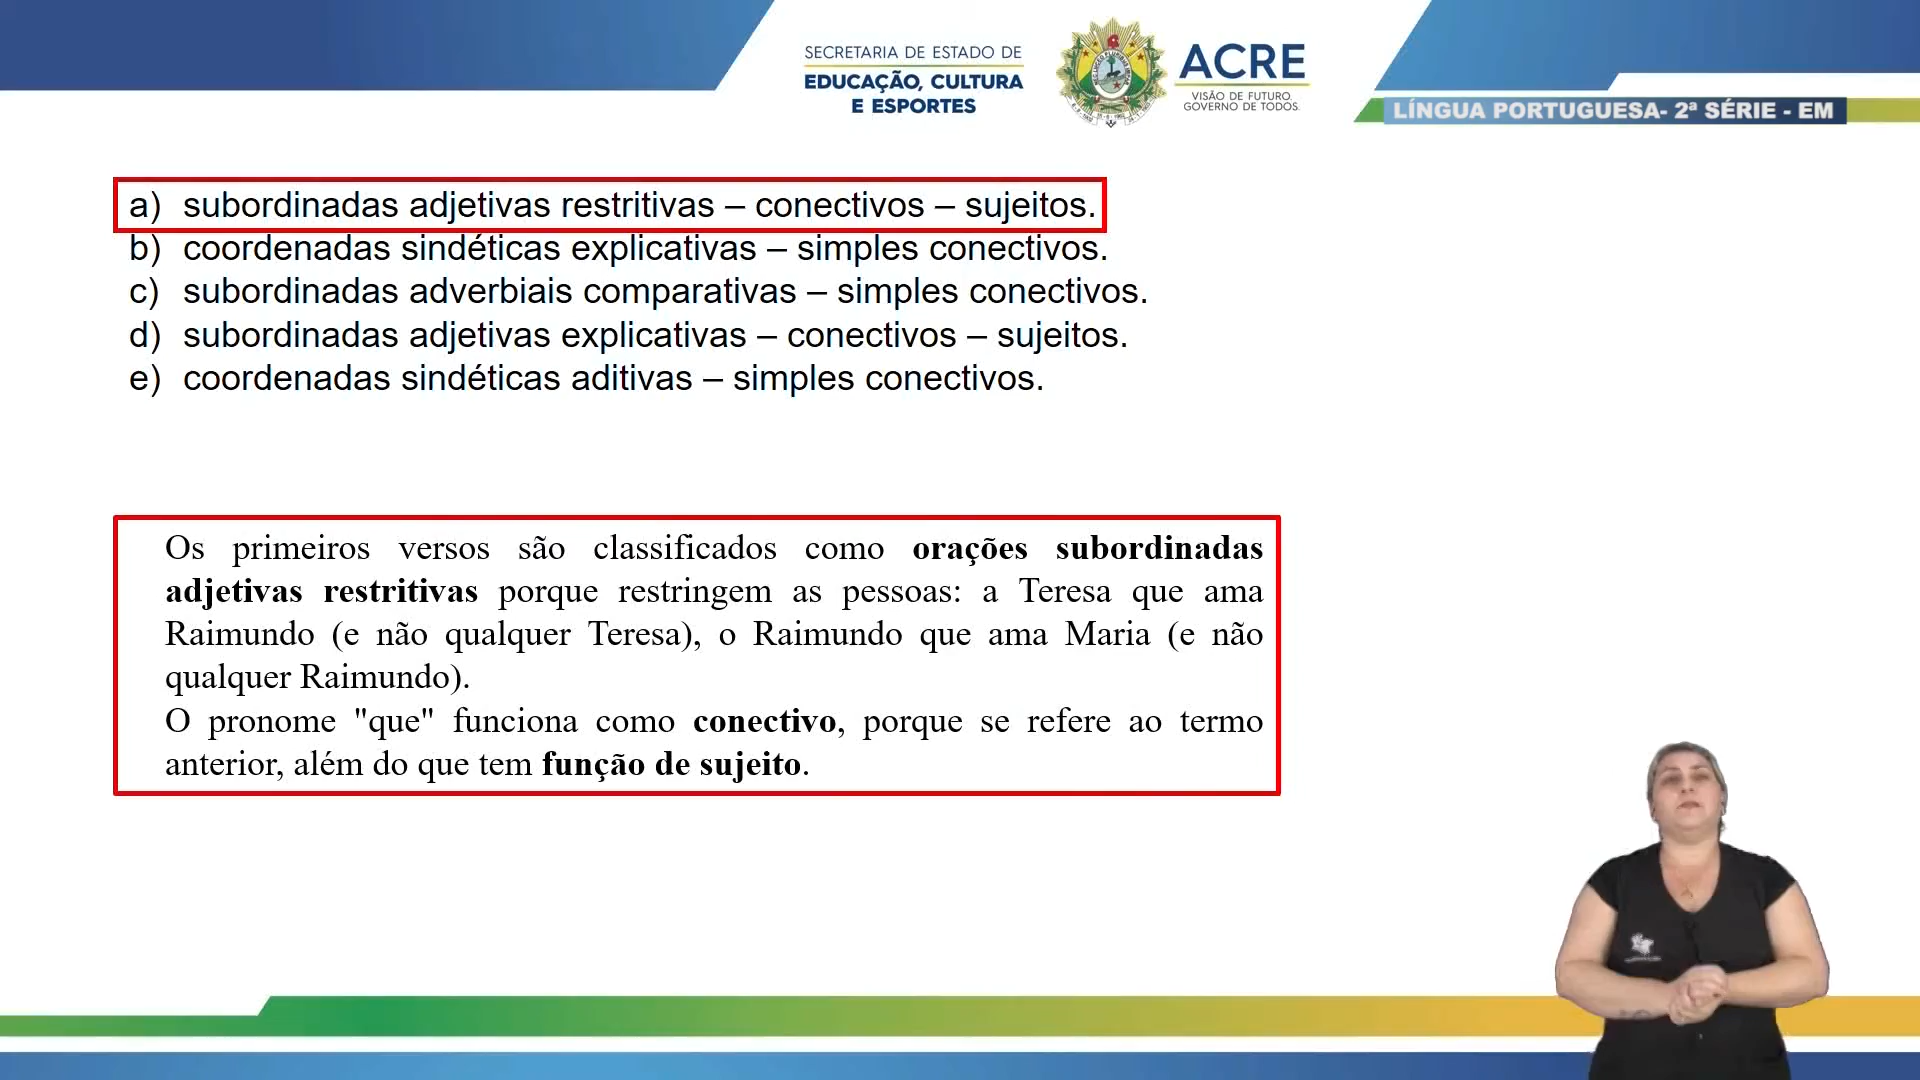 SECRETARIA DE ESTADO DE
EDUCAÇÃO, CULTURA
E ESPORTES
ACRE
VISÃO DE FUTURO.
GOVERNO DE TODOS.
LÍNGUA PORTUGUESA- 2ª SÉRIE - EM
a) subordinadas adjetivas restritivas – conectivos – sujeitos.
b) coordenadas sindéticas explicativas – simples conectivos.
c) subordinadas adverbiais comparativas – simples conectivos.
d) subordinadas adjetivas explicativas – conectivos – sujeitos.
e) coordenadas sindéticas aditivas – simples conectivos.
Os primeiros versos são classificados como orações subordinadas
adjetivas restritivas porque restringem as pessoas: a Teresa que ama
Raimundo (e não qualquer Teresa), o Raimundo que ama Maria (e não
qualquer Raimundo).
O pronome "que" funciona como conectivo, porque se refere ao termo
anterior, além do que tem função de sujeito.